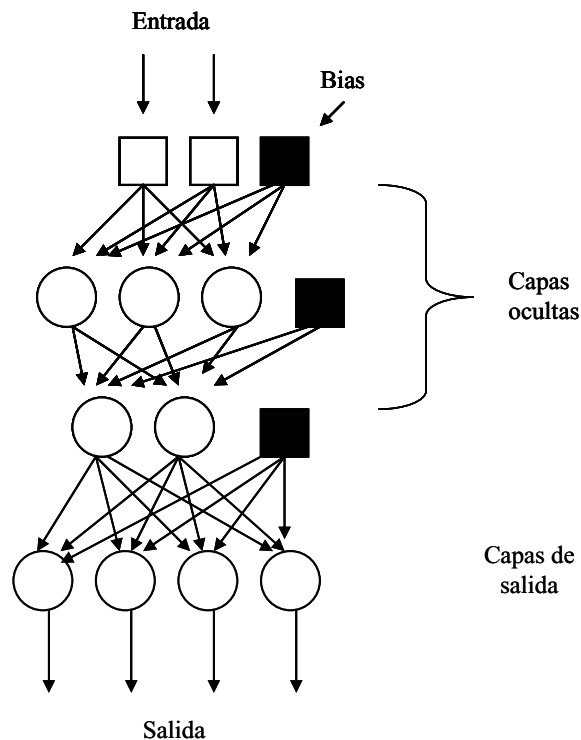 Entrada
Bias
Capas
ocultas
Capas de
salida
Salida